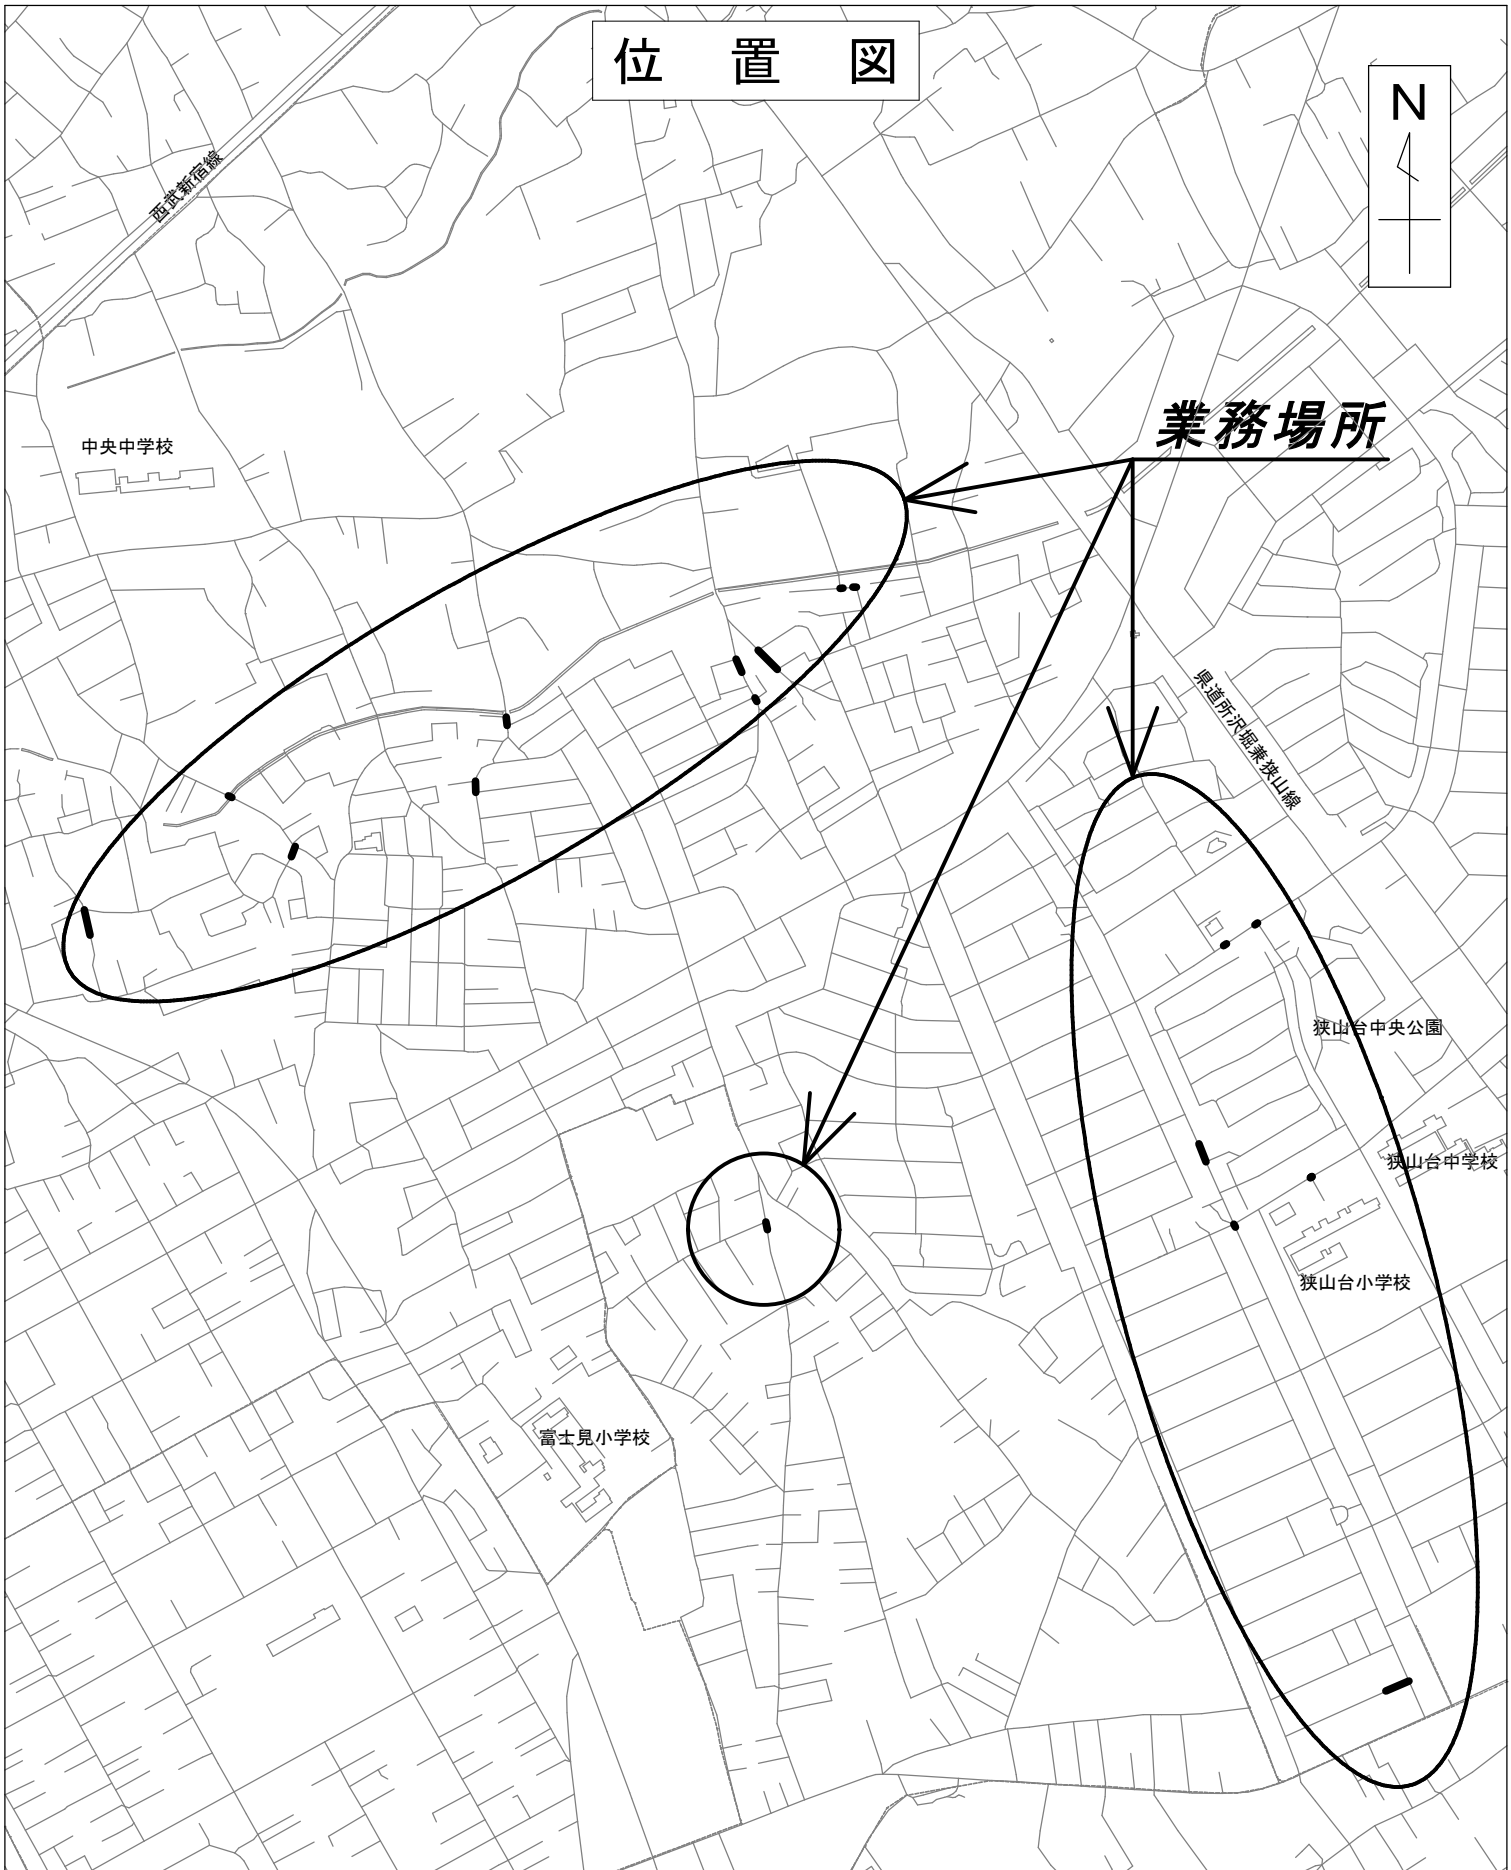 位 置 図
N
西武新宿線
業務場所
中央中学校
県道所沢堀兼狭山線
狭山台中央公園
狭山台中学校
狭山台小学校
富士見小学校